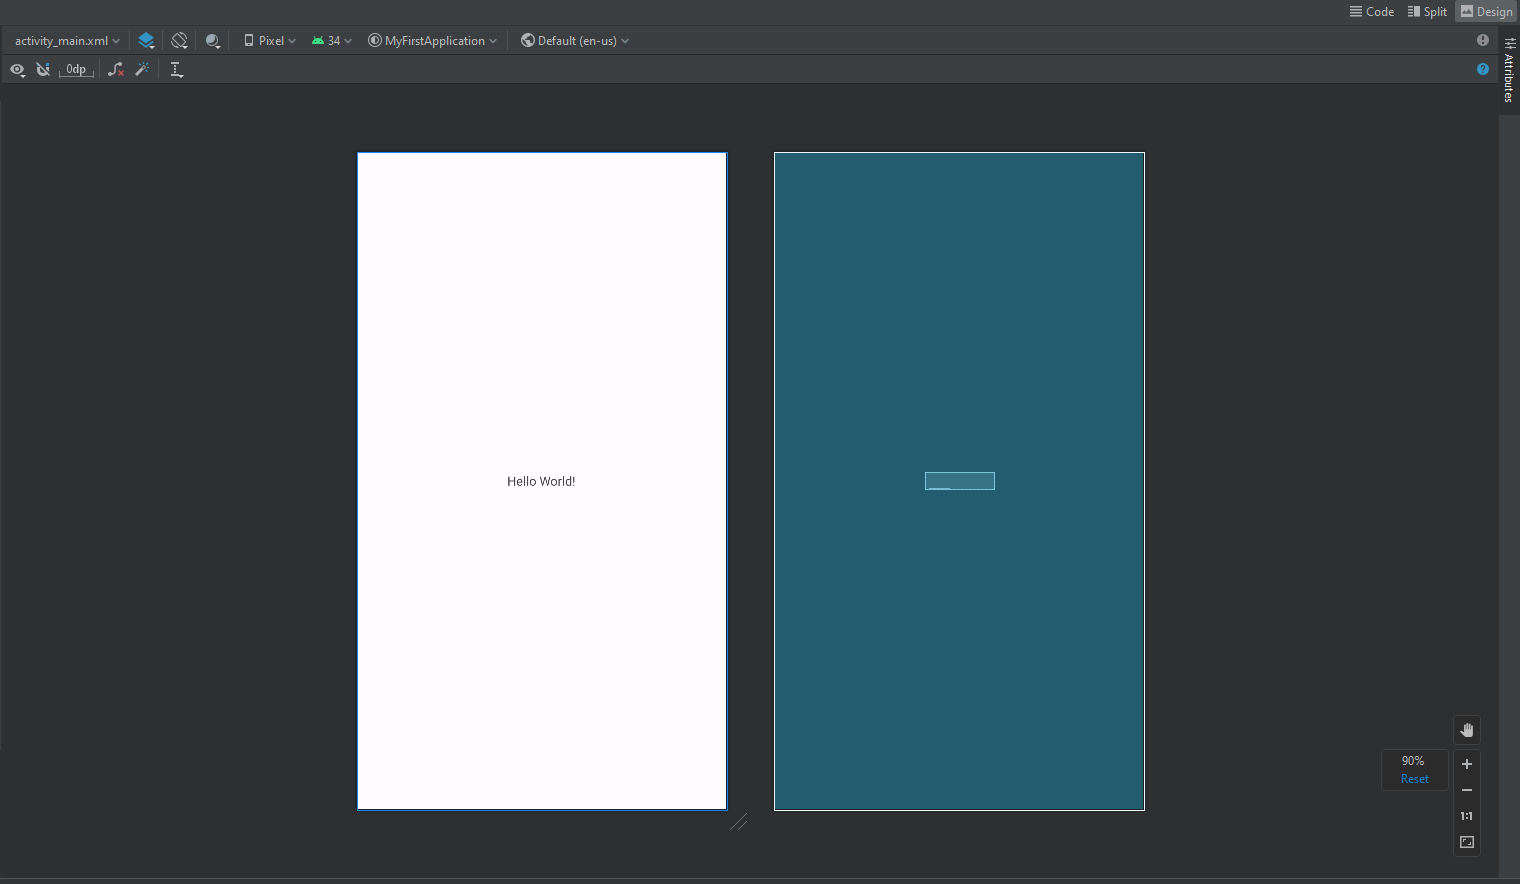 Code Split Design
activity_main.xml Pixel 34 MyFirstApplication Default (en-us)
0dp
Attributes
Hello World!
90%
Reset
1:1